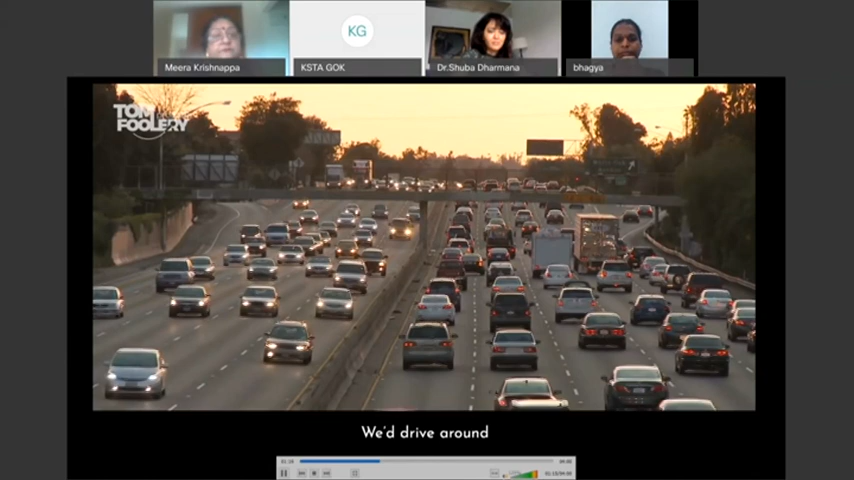 KG
Meera Krishnappa
KSTA GOK
Dr.Shuba Dharmana
bhagya
TOM
FOOLERY
We'd drive around